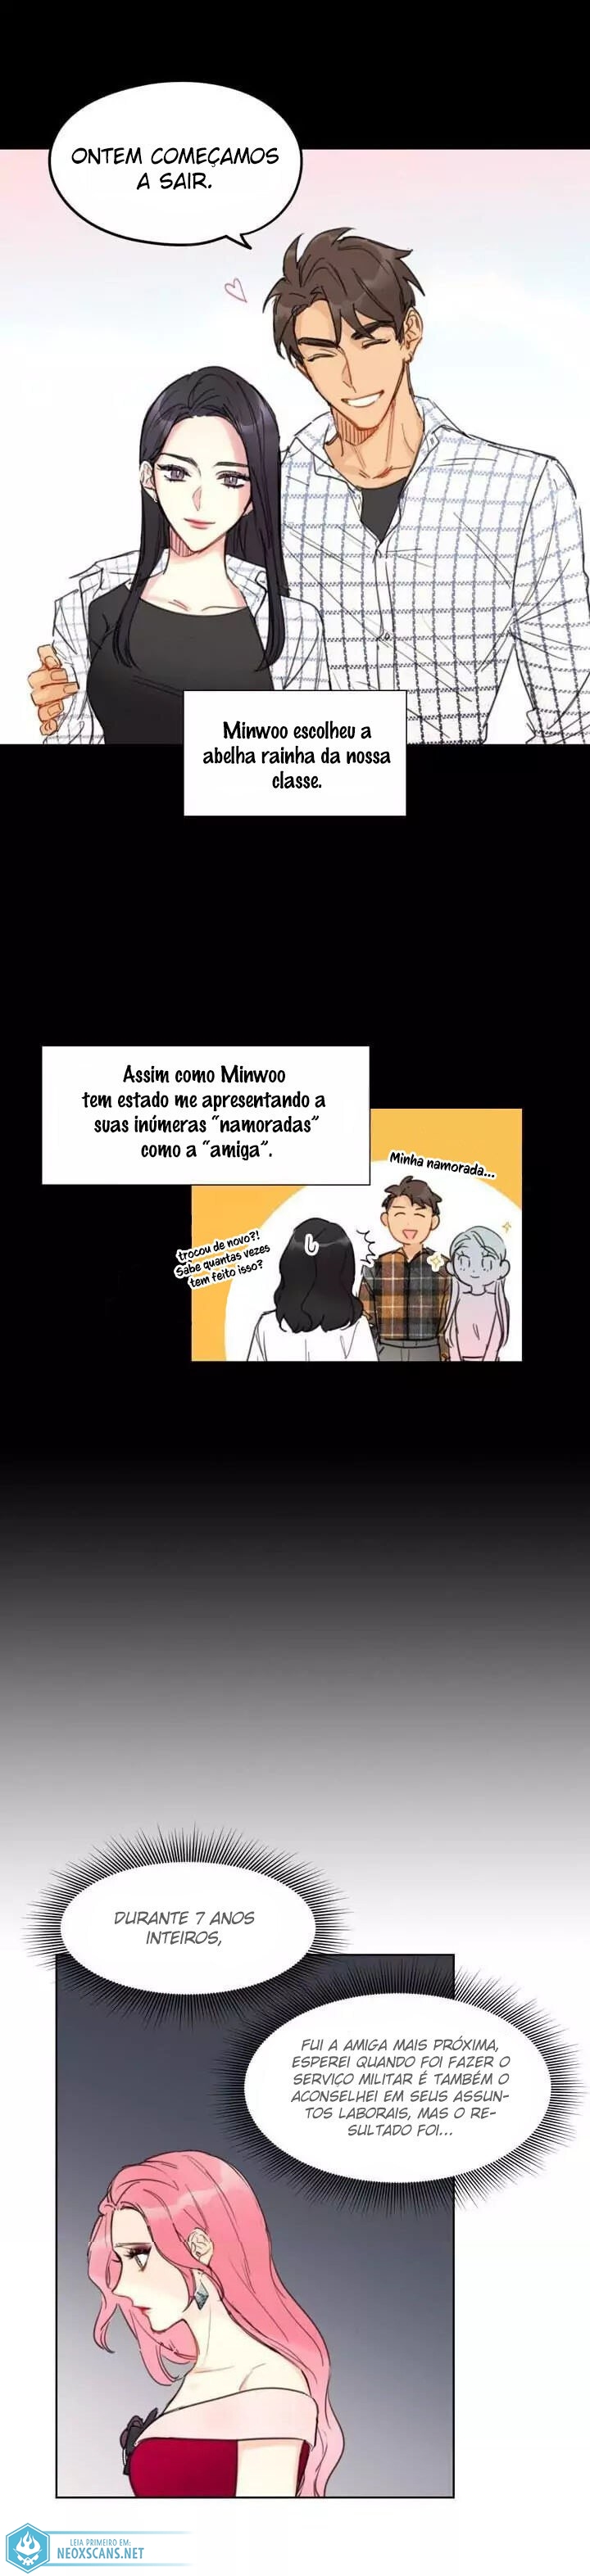 ONTEM COMEÇAMOS
A SAIR.
Minwoo escolheu a
abelha rainha da nossa
classe.
Assim como Minwoo
tem estado me apresentando a
suas inúmeras "namoradas"
como a "amiga".
Minha namorada...
trocou de novo?!
Sabe quantas vezes
tem feito isso?
DURANTE 7 ANOS
INTEIROS,
FUI A AMIGA MAIS PRÓXIMA,
ESPEREI QUANDO FOI FAZER O
SERVIÇO MILITAR É TAMBÉM O
ACONSELHEI EM SEUS ASSUN-
TOS LABORAIS, MAS O RE-
SULTADO FOI...
LEIA PRIMEIRO EM:
NEOXSCANS.NET